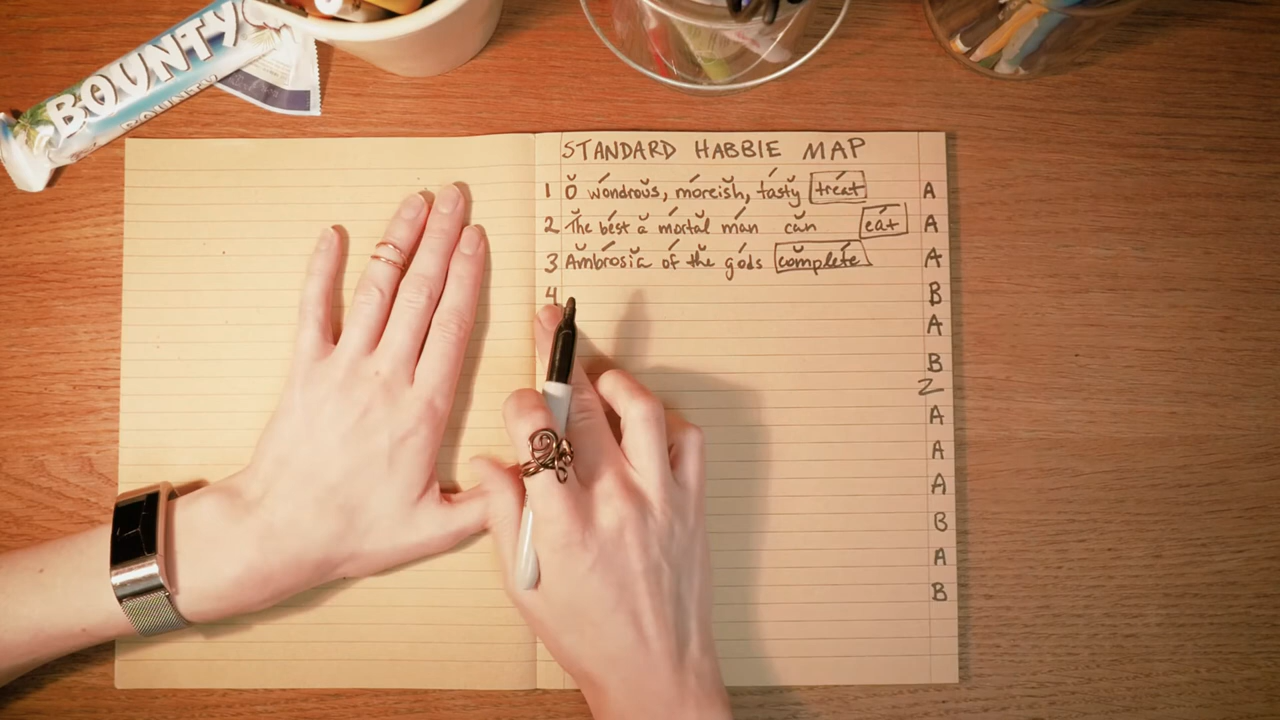 BOUNTY
BOUNTY
STANDARD HABBIE MAP
1 O wondrous, moreish, tasty treat A
2 The best a mortal man can eat A
3 Ambrosia of the gods complete A
4 B
A
B
Z
A
A
A
B
A
B